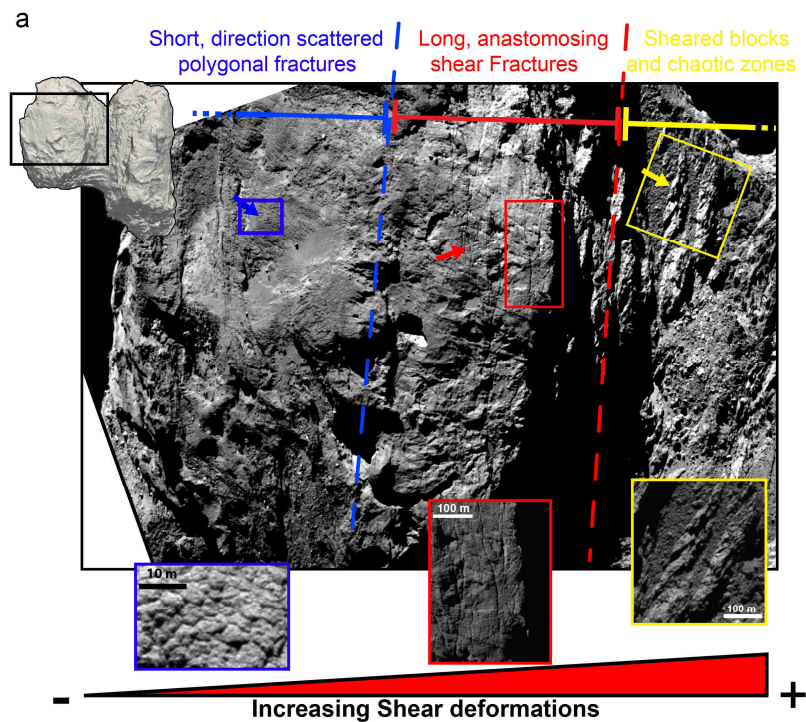 a
Short, direction scattered
polygonal fractures
Long, anastomosing
shear Fractures
Sheared blocks
and chaotic zones
10 m
100 m
100 m
-
+
Increasing Shear deformations